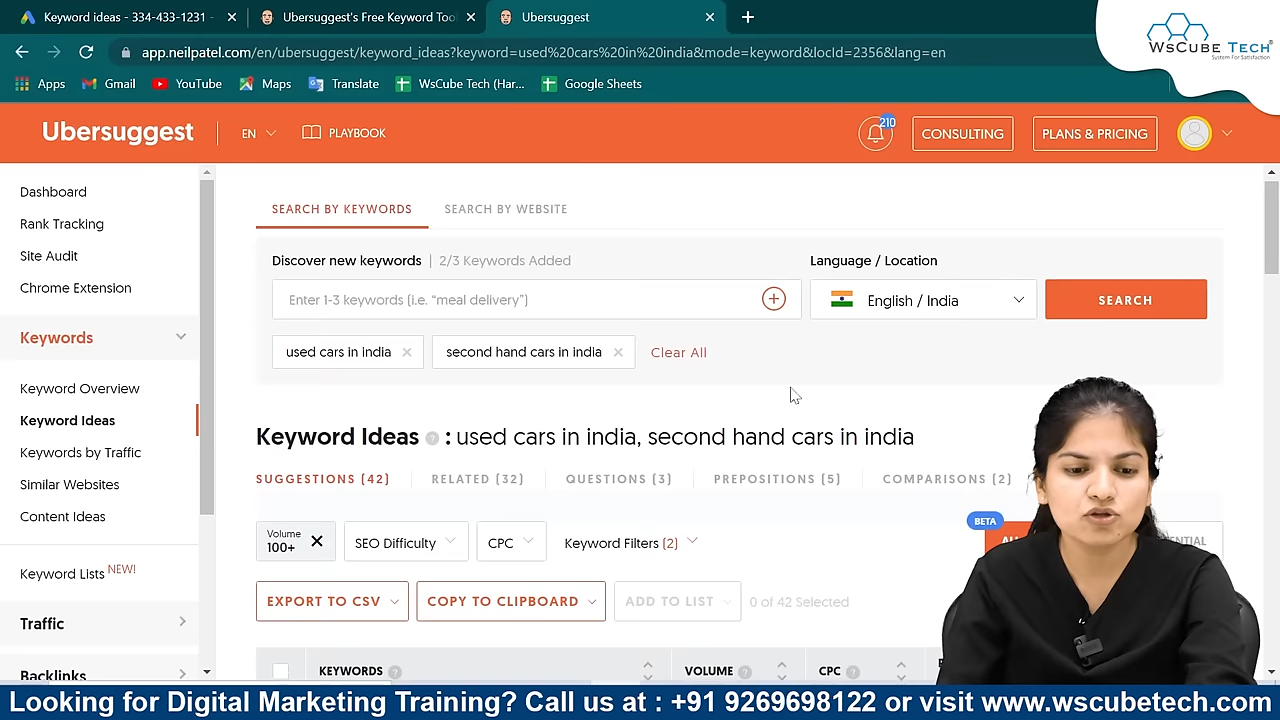 Keyword ideas - 334-433-1231 -
Ubersuggest's Free Keyword Too
Ubersuggest
app.neilpatel.com/en/ubersuggest/keyword_ideas?keyword=used%20cars%20in%20india&mode=keyword&locId=2356&lang=en
WsCube Tech
System For Satisfaction
Apps Gmail YouTube Maps Translate WsCube Tech (Har... Google Sheets
Ubersuggest EN PLAYBOOK 210 CONSULTING PLANS & PRICING
Dashboard
Rank Tracking
Site Audit
Chrome Extension
Keywords
Keyword Overview
Keyword Ideas
Keywords by Traffic
Similar Websites
Content Ideas
Keyword Lists NEW!
Traffic
Backlinks
SEARCH BY KEYWORDS SEARCH BY WEBSITE
Discover new keywords | 2/3 Keywords Added Language / Location
Enter 1-3 keywords (i.e. “meal delivery”) English / India SEARCH
used cars in india second hand cars in india Clear All
Keyword Ideas ? : used cars in india, second hand cars in india
SUGGESTIONS (42) RELATED (32) QUESTIONS (3) PREPOSITIONS (5) COMPARISONS (2)
BETA
Volume
100+
SEO Difficulty CPC Keyword Filters (2)
EXPORT TO CSV COPY TO CLIPBOARD ADD TO LIST 0 of 42 Selected
KEYWORDS ? VOLUME ? CPC ?
Looking for Digital Marketing Training? Call us at : +91 9269698122 or visit www.wscubetech.com